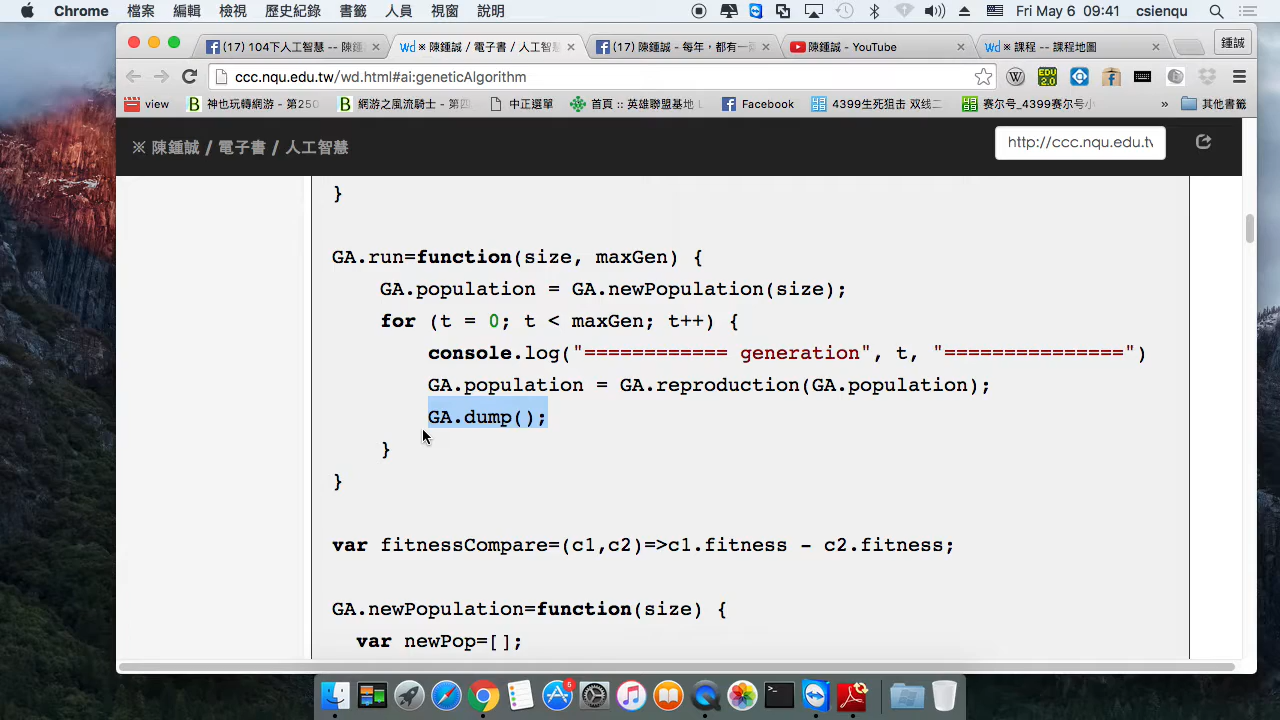 Chrome 檔案 編輯 檢視 歷史紀錄 書籤 人員 視窗 說明 Fri May 6 09:41 csienqu
(17) 104下人工智慧 -- 陳鍾 ※ 陳鍾誠 / 電子書 / 人工智 (17) 陳鍾誠 - 每年，都有一 陳鍾誠 - YouTube ※ 課程 -- 課程地圖 鍾誠
ccc.nqu.edu.tw/wd.html#ai:geneticAlgorithm
view 神也玩转網游 - 第250 網游之風流騎士 - 第四 中正選單 首頁 :: 英雄聯盟基地 Facebook 4399生死狙击 双线二 赛尔号_4399赛尔号小 » 其他書籤
※ 陳鍾誠 / 電子書 / 人工智慧 http://ccc.nqu.edu.tv
}
GA.run=function(size, maxGen) {
GA.population = GA.newPopulation(size);
for (t = 0; t < maxGen; t++) {
console.log("============ generation", t, "===============")
GA.population = GA.reproduction(GA.population);
GA.dump();
}
}
var fitnessCompare=(c1,c2)=>c1.fitness - c2.fitness;
GA.newPopulation=function(size) {
var newPop=[];
6